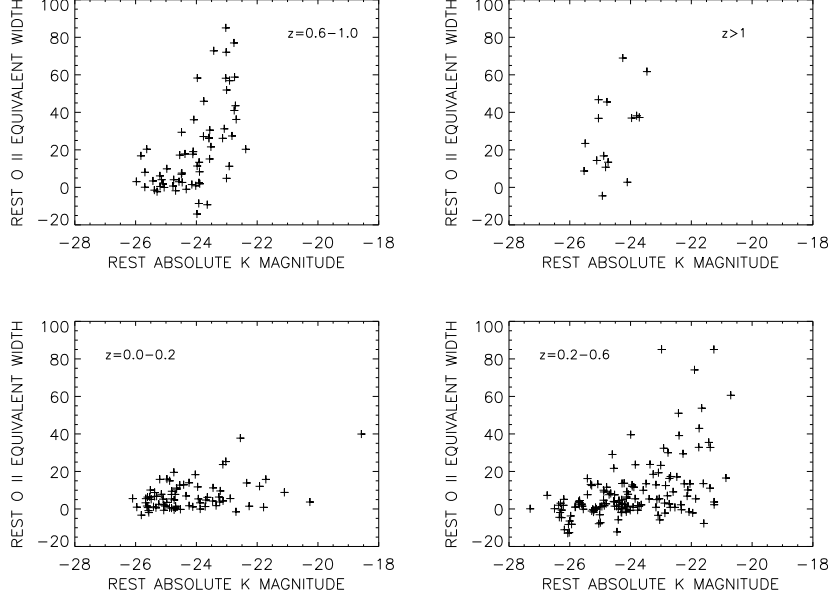 100
80
60
40
20
0
−20
REST O II EQUIVALENT WIDTH
z=0.6−1.0
−28 −26 −24 −22 −20 −18
REST ABSOLUTE K MAGNITUDE
100
80
60
40
20
0
−20
REST O II EQUIVALENT WIDTH
z>1
−28 −26 −24 −22 −20 −18
REST ABSOLUTE K MAGNITUDE
100
80
60
40
20
0
−20
REST O II EQUIVALENT WIDTH
z=0.0−0.2
−28 −26 −24 −22 −20 −18
REST ABSOLUTE K MAGNITUDE
100
80
60
40
20
0
−20
REST O II EQUIVALENT WIDTH
z=0.2−0.6
−28 −26 −24 −22 −20 −18
REST ABSOLUTE K MAGNITUDE